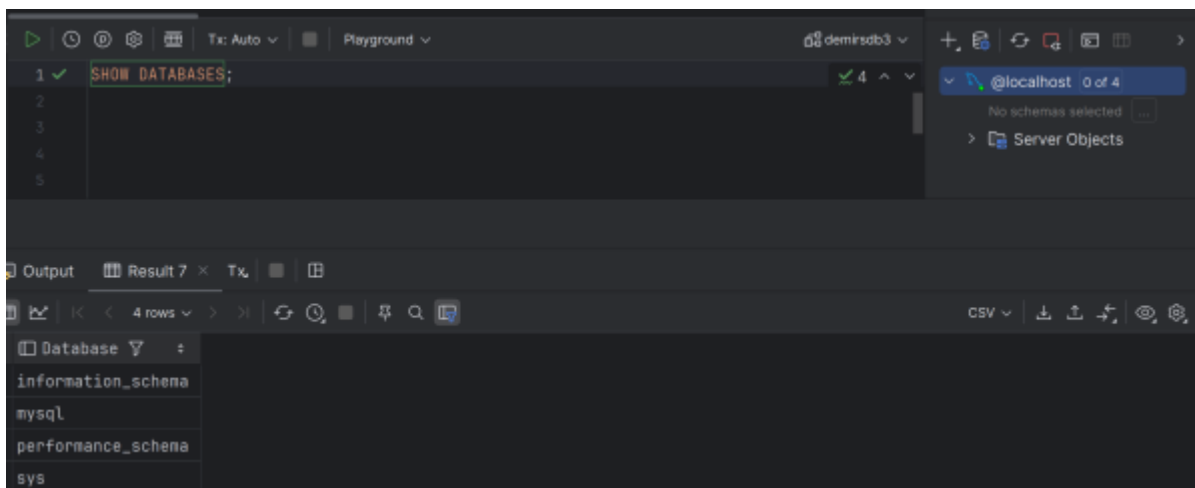 Tx: Auto
Playground
demirsdb3
1
SHOW DATABASES;
4
2
3
4
5
@localhost 0 of 4
No schemas selected ...
Server Objects
Output
Result 7
Tx
4 rows
CSV
Database
information_schema
mysql
performance_schema
sys